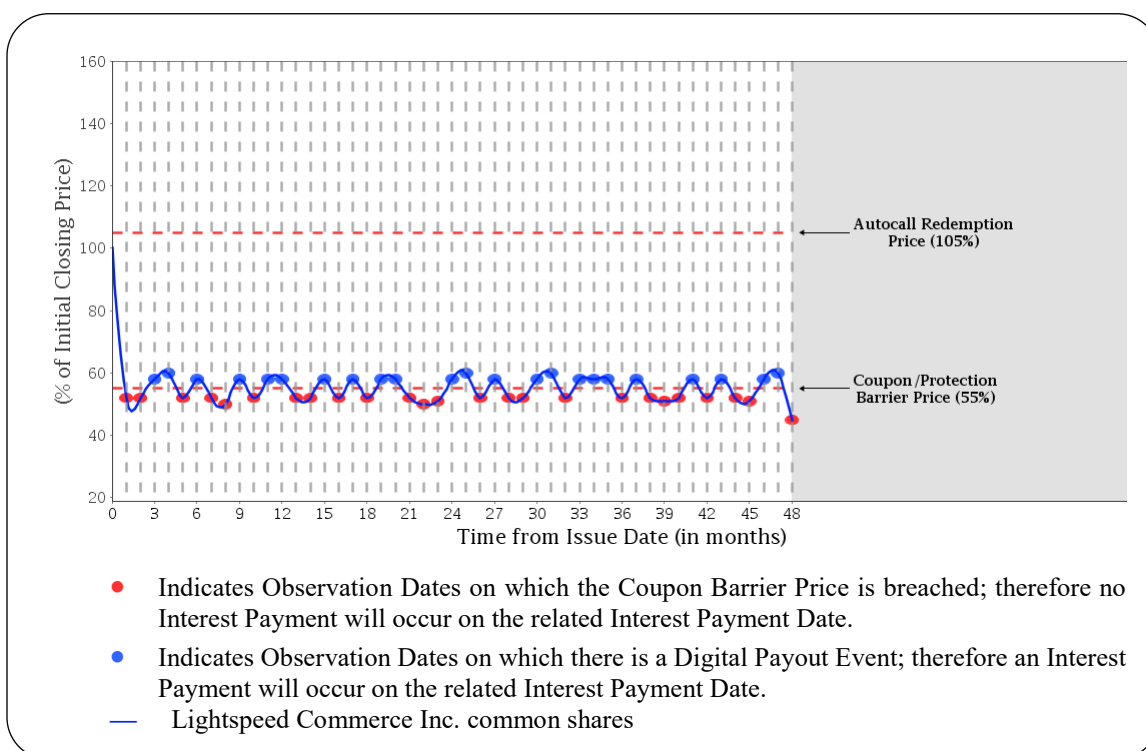 160
140
120
100
80
60
40
20
(% of Initial Closing Price)
0 3 6 9 12 15 18 21 24 27 30 33 36 39 42 45 48
Time from Issue Date (in months)
Autocall Redemption
Price (105%)
Coupon/Protection
Barrier Price (55%)
Indicates Observation Dates on which the Coupon Barrier Price is breached; therefore no
Interest Payment will occur on the related Interest Payment Date.
Indicates Observation Dates on which there is a Digital Payout Event; therefore an Interest
Payment will occur on the related Interest Payment Date.
Lightspeed Commerce Inc. common shares